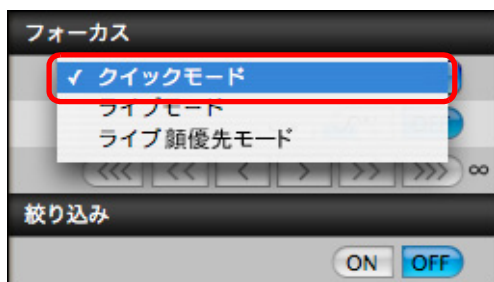 フォーカス
✓ クイックモード
ライブモード
ライブ顔優先モード
<<< << < > >> >>> ∞
絞り込み
ON OFF